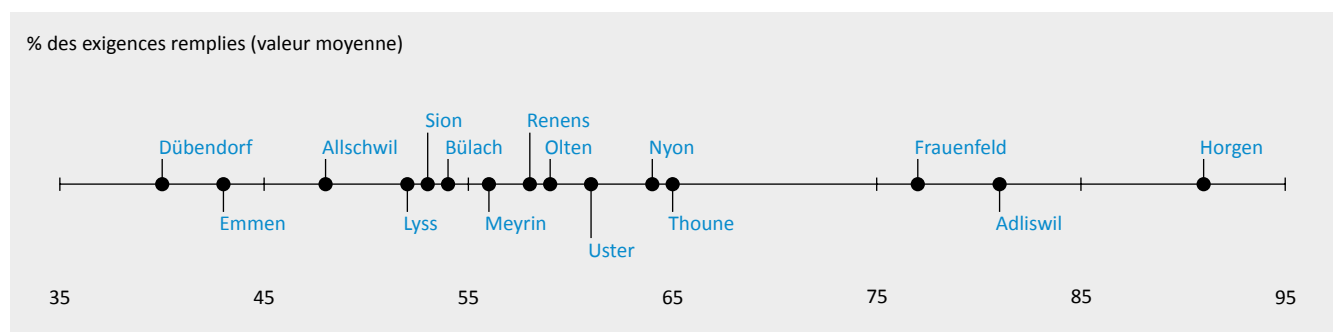 % des exigences remplies (valeur moyenne)
Sion Renens
Dübendorf Allschwil Bülach Olten Nyon Frauenfeld Horgen
Emmen Lyss Meyrin Thoune Adliswil
Uster
35 45 55 65 75 85 95